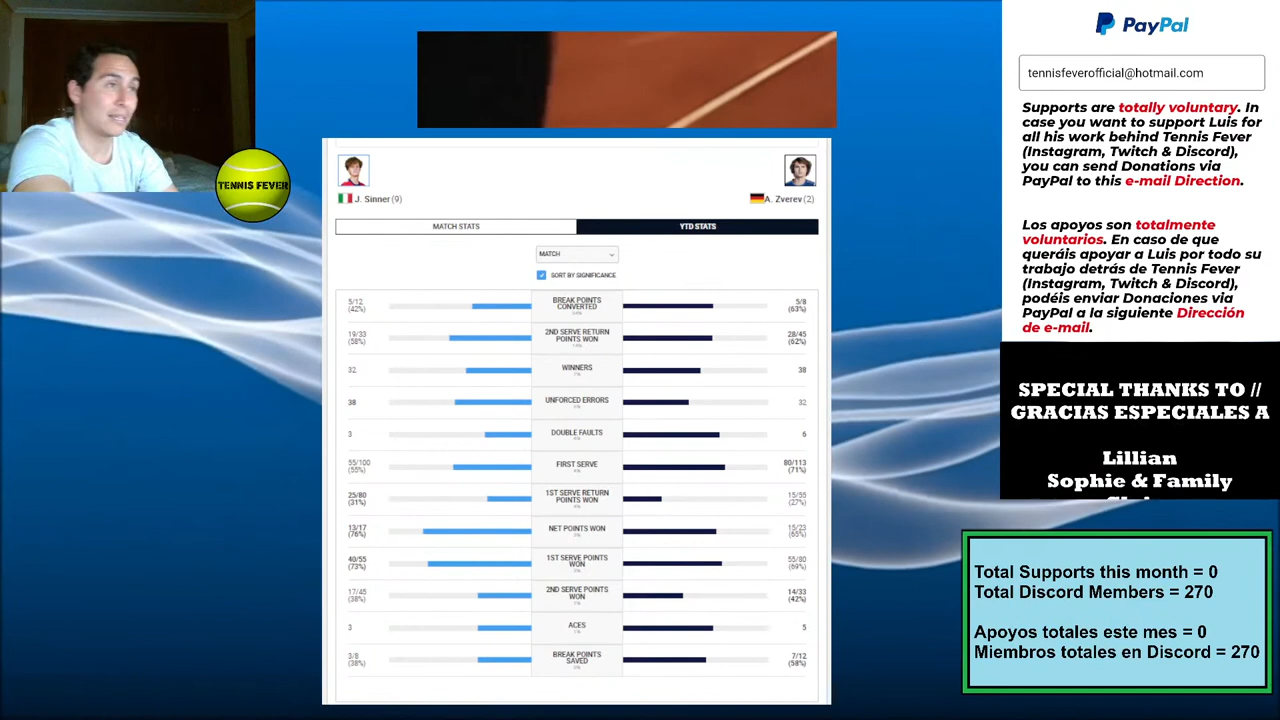 TENNIS FEVER
J. Sinner (9)
A. Zverev (2)
MATCH STATS
YTD STATS
MATCH
SORT BY SIGNIFICANCE
5/12
(42%)
BREAK POINTS
CONVERTED
5/8
(63%)
19/33
(58%)
2ND SERVE RETURN
POINTS WON
28/45
(62%)
32
WINNERS
38
38
UNFORCED ERRORS
32
3
DOUBLE FAULTS
6
55/100
(55%)
FIRST SERVE
80/113
(71%)
25/80
(31%)
1ST SERVE RETURN
POINTS WON
15/55
(27%)
13/17
(76%)
NET POINTS WON
15/23
(65%)
40/55
(73%)
1ST SERVE POINTS
WON
55/80
(69%)
17/45
(38%)
2ND SERVE POINTS
WON
14/33
(42%)
3
ACES
5
3/8
(38%)
BREAK POINTS
SAVED
7/12
(58%)
PayPal
tennisfeverofficial@hotmail.com
Supports are totally voluntary. In
case you want to support Luis for
all his work behind Tennis Fever
(Instagram, Twitch & Discord),
you can send Donations via
PayPal to this e-mail Direction.
Los apoyos son totalmente
voluntarios. En caso de que
queráis apoyar a Luis por todo su
trabajo detrás de Tennis Fever
(Instagram, Twitch & Discord),
podéis enviar Donaciones via
PayPal a la siguiente Dirección
de e-mail.
SPECIAL THANKS TO //
GRACIAS ESPECIALES A
Lillian
Sophie & Family
Total Supports this month = 0
Total Discord Members = 270
Apoyos totales este mes = 0
Miembros totales en Discord = 270